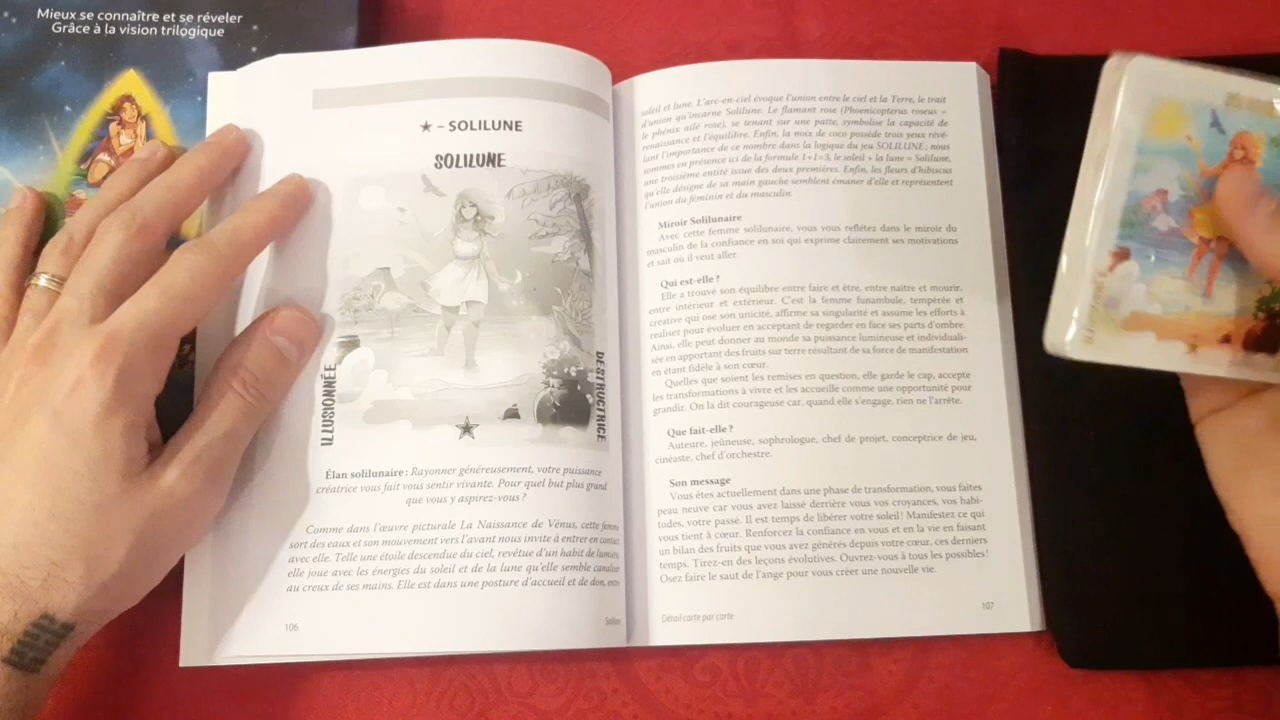 Mieux se connaître et se réveler
Grâce à la vision trilogique
★ – SOLILUNE
SOLILUNE
ILLUSIONNÉE
DESTRUCTRICE
Élan solilunaire : Rayonner généreusement, votre puissance
créatrice vous fait vous sentir vivante. Pour quel but plus grand
que vous y aspirez-vous ?
Comme dans l'œuvre picturale La Naissance de Vénus, cette femme
sort des eaux et son mouvement vers l'avant nous invite à entrer en contact
avec elle. Telle une étoile descendue du ciel, revêtue d'un habit de lumière,
elle joue avec les énergies du soleil et de la lune qu'elle semble canaliser
au creux de ses mains. Elle est dans une posture d'accueil et de don, entre
106
soleil et lune. L'arc-en-ciel évoque l'union entre le ciel et la Terre, le trait
d'union qu'incarne Solilune. Le flamant rose (Phoenicopterus roseus =
le phénix ailé rose), se tenant sur une patte, symbolise la capacité de
renaissance et l'équilibre. Enfin, la noix de coco possède trois yeux révé-
lant l'importance de ce nombre dans la logique du jeu SOLILUNE : nous
sommes en présence ici de la formule 1+1=3, le soleil + la lune = Solilune,
une troisième entité issue des deux premières. Enfin, les fleurs d'hibiscus
qu'elle désigne de sa main gauche semblent émaner d'elle et représentent
l'union du féminin et du masculin.
Miroir Solilunaire
Avec cette femme solilunaire, vous vous reflétez dans le miroir du
masculin de la confiance en soi qui exprime clairement ses motivations
et sait où il veut aller.
Qui est-elle ?
Elle a trouvé son équilibre entre faire et être, entre naître et mourir,
entre intérieur et extérieur. C'est la femme funambule, tempérée et
créative qui ose son unicité, affirme sa singularité et assume les efforts à
réaliser pour évoluer en acceptant de regarder en face ses parts d'ombre.
Ainsi, elle peut donner au monde sa puissance lumineuse et individuali-
sée en apportant des fruits sur terre résultant de sa force de manifestation
en étant fidèle à son cœur.
Quelles que soient les remises en question, elle garde le cap, accepte
les transformations à vivre et les accueille comme une opportunité pour
grandir. On la dit courageuse car, quand elle s'engage, rien ne l'arrête.
Que fait-elle ?
Auteure, jeûneuse, sophrologue, chef de projet, conceptrice de jeu,
cinéaste, chef d'orchestre.
Son message
Vous êtes actuellement dans une phase de transformation, vous faites
peau neuve car vous avez laissé derrière vous vos croyances, vos habi-
tudes, votre passé. Il est temps de libérer votre soleil ! Manifestez ce qui
vous tient à cœur. Renforcez la confiance en vous et en la vie en faisant
un bilan des fruits que vous avez générés depuis votre cœur, ces derniers
temps. Tirez-en des leçons évolutives. Ouvrez-vous à tous les possibles !
Osez faire le saut de l'ange pour vous créer une nouvelle vie.
Détail carte par carte
107